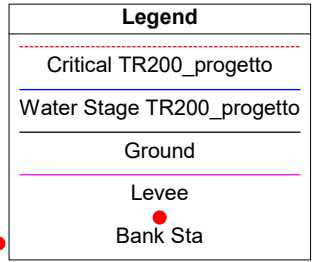 Legend
Critical TR200_progetto
Water Stage TR200_progetto
Ground
Levee
Bank Sta